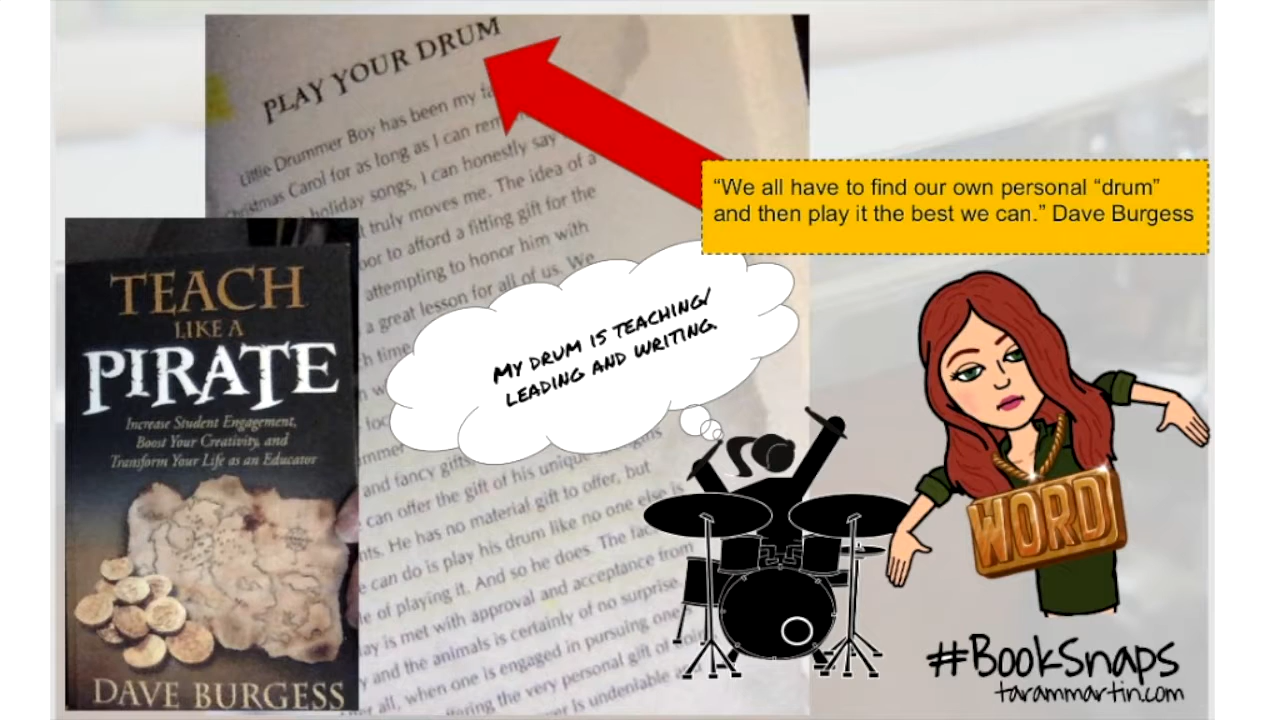 PLAY YOUR DRUM
Little Drummer Boy has been my
Christmas Carol for as long as I can
holiday songs, I can honestly say
truly moves me. The idea of a
to afford a fitting gift for the
attempting to honor him with
a great lesson for all of us. We
time
and fancy gifts
can offer the gift of his unique
He has no material gift to offer, but
can do is play his drum like no one else is
of playing it. And so he does. The
is met with approval and acceptance from
and the animals is certainly of no surprise
all, when one is engaged in pursuing one
the very personal gift of
is undeniable
“We all have to find our own personal “drum”
and then play it the best we can.” Dave Burgess
MY DRUM IS TEACHING/
LEADING AND WRITING.
TEACH
LIKE A
PIRATE
Increase Student Engagement,
Boost Your Creativity, and
Transform Your Life as an Educator
DAVE BURGESS
WORD
#BookSnaps
tarammartin.com